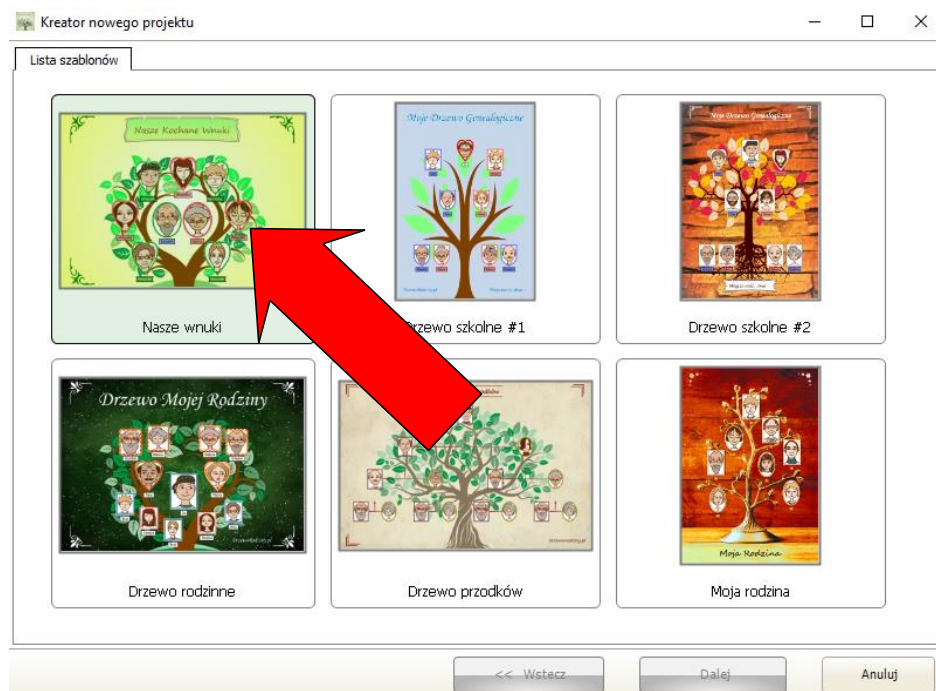 Kreator nowego projektu
Lista szablonów
Nasze Kochane Wnuki
Nasze wnuki
Moje Drzewo Genealogiczne
Drzewo szkolne #1
Moje Drzewo Genealogiczne
Drzewo szkolne #2
Drzewo Mojej Rodziny
Drzewo rodzinne
Drzewo przodków
Moja Rodzina
Moja rodzina
<< Wstecz
Dalej
Anuluj